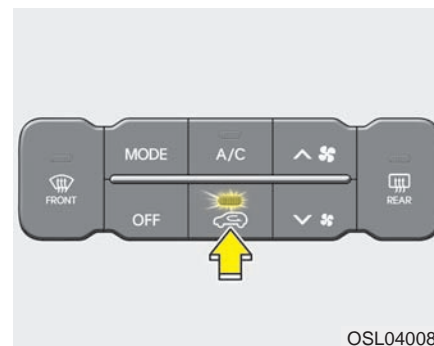 MODE
A/C
FRONT
REAR
OFF
OSL04008